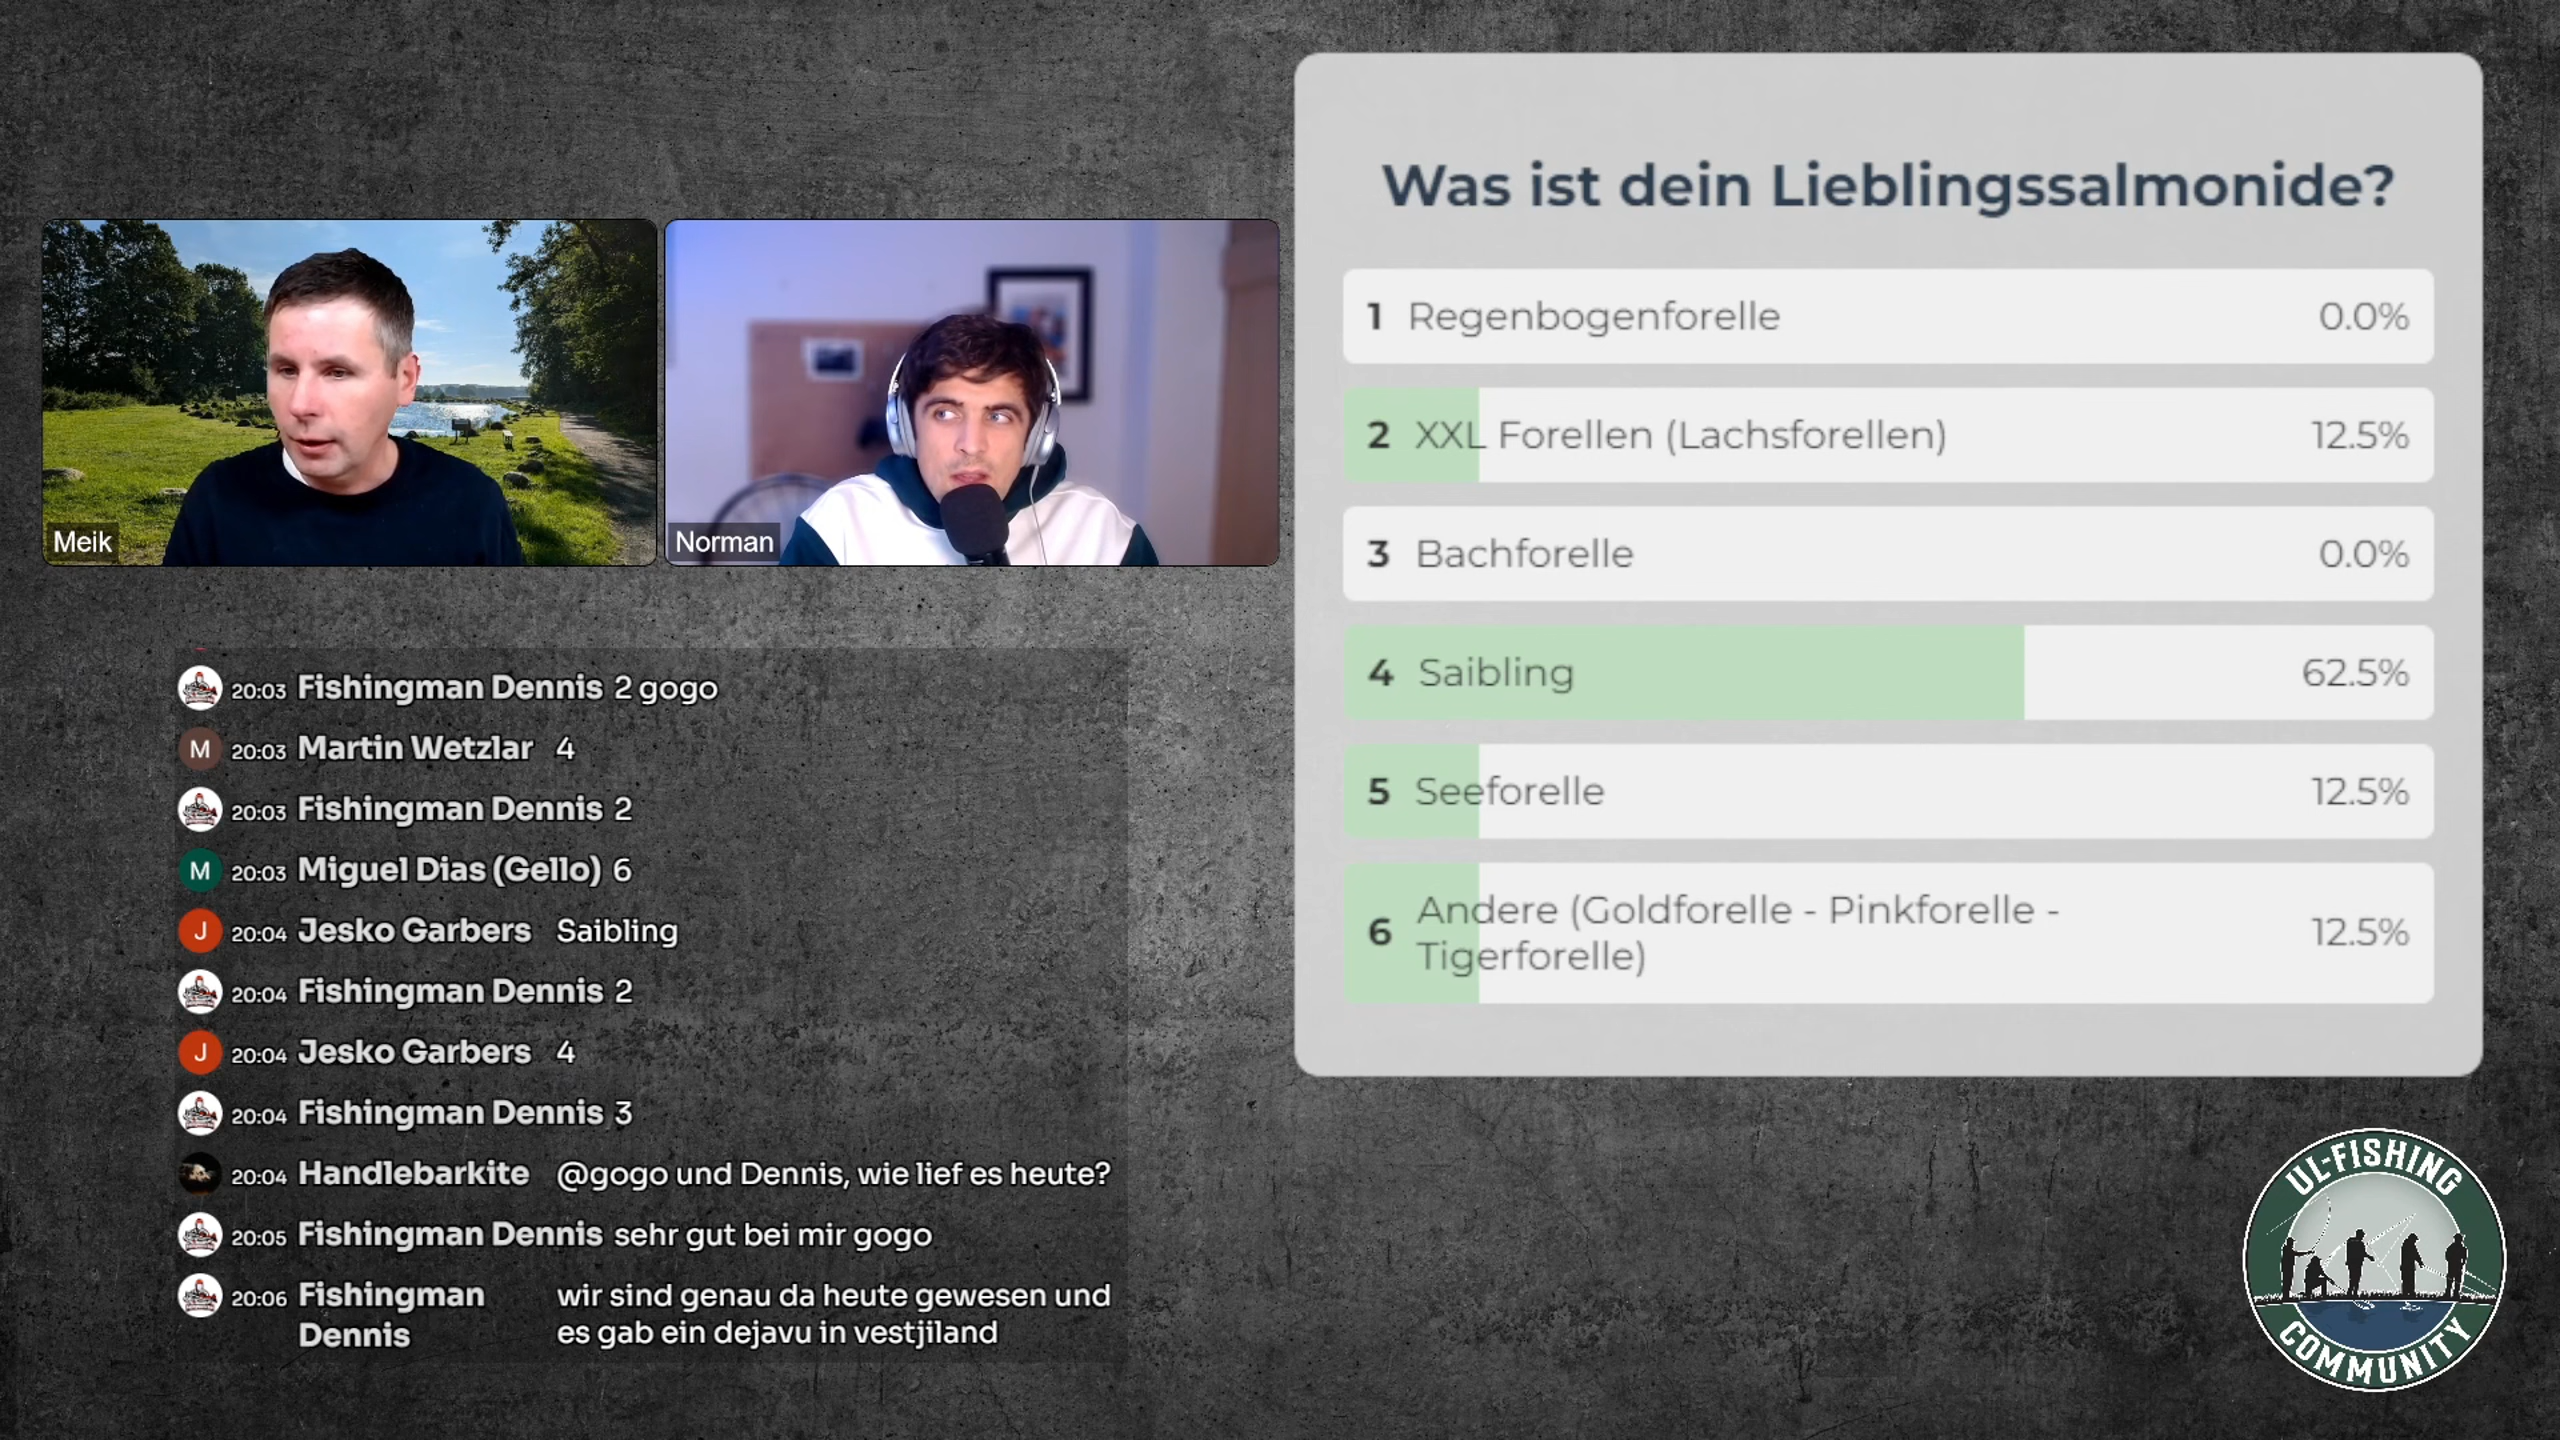 Meik
Norman
20:03 Fishingman Dennis 2 gogo
M 20:03 Martin Wetzlar 4
20:03 Fishingman Dennis 2
M 20:03 Miguel Dias (Gello) 6
J 20:04 Jesko Garbers Saibling
20:04 Fishingman Dennis 2
J 20:04 Jesko Garbers 4
20:04 Fishingman Dennis 3
20:04 Handlebarkite @gogo und Dennis, wie lief es heute?
20:05 Fishingman Dennis sehr gut bei mir gogo
20:06 Fishingman Dennis
wir sind genau da heute gewesen und
es gab ein dejavu in vestjiland
Was ist dein Lieblingssalmonide?
1 Regenbogenforelle 0.0%
2 XXL Forellen (Lachsforellen) 12.5%
3 Bachforelle 0.0%
4 Saibling 62.5%
5 Seeforelle 12.5%
6 Andere (Goldforelle - Pinkforelle -
Tigerforelle) 12.5%
UL-FISHING
COMMUNITY